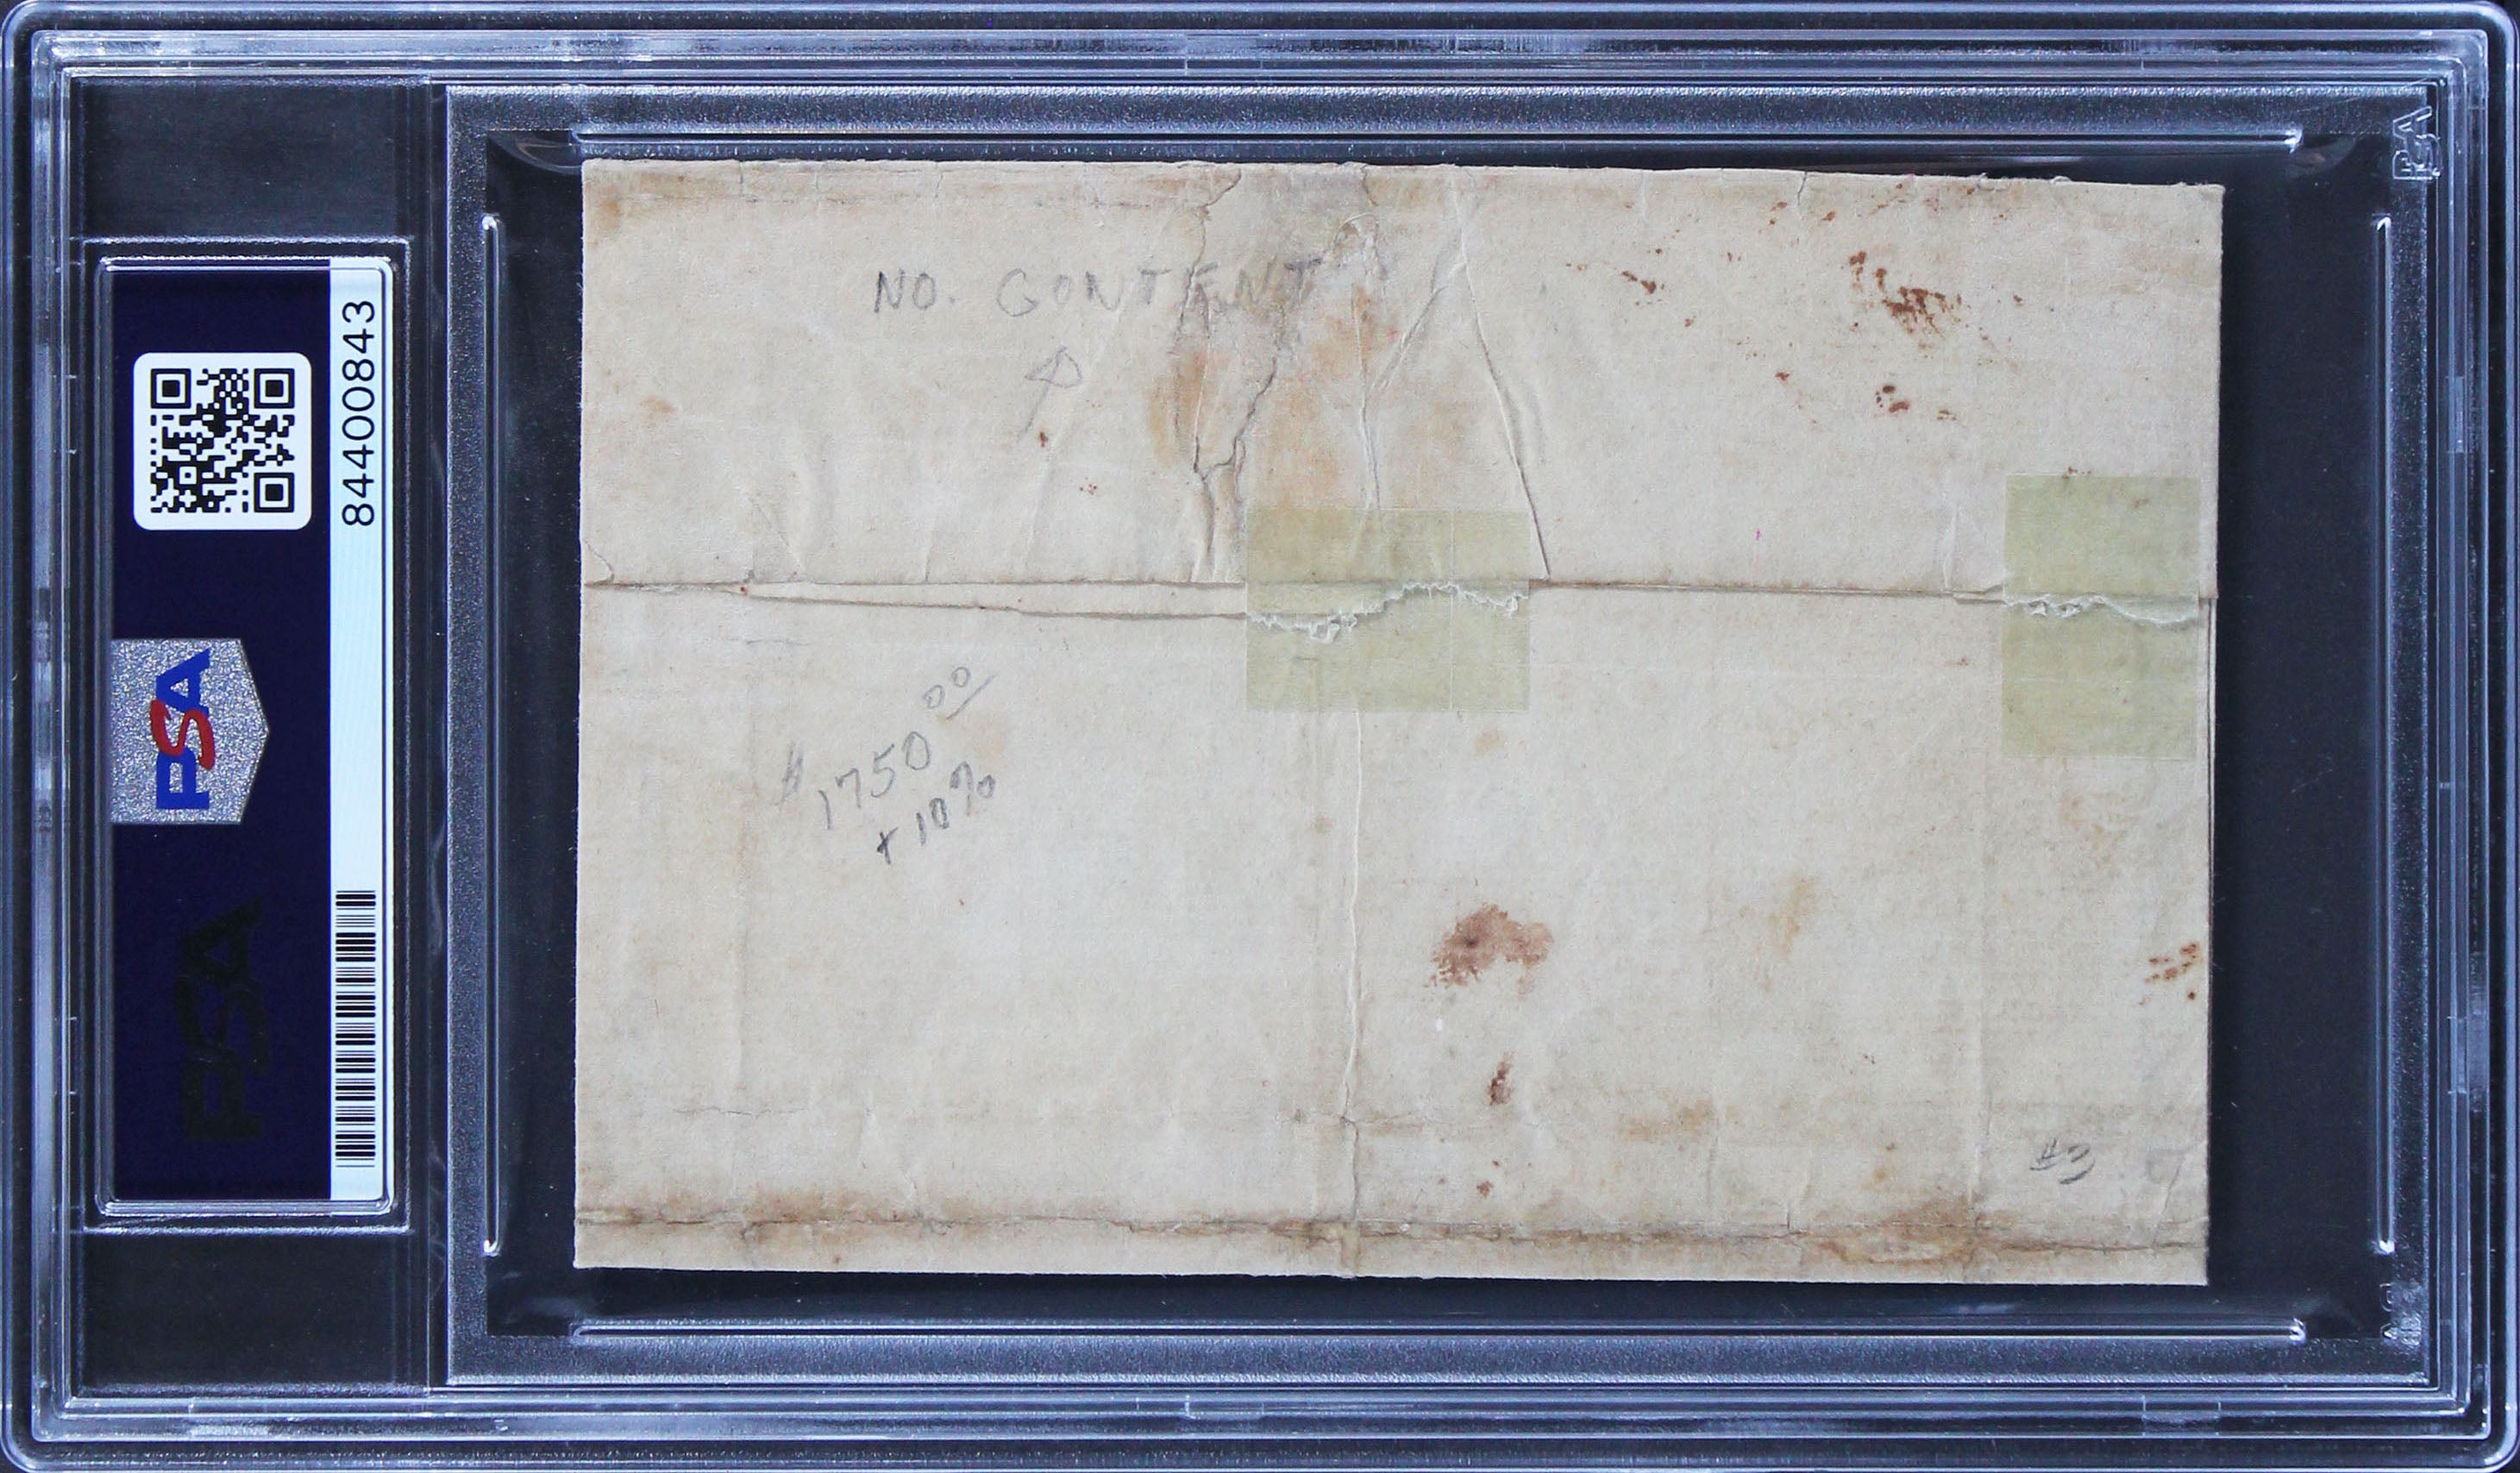 84400843
PSA
PSA
NO. CONTENT
$1750 00
+10%
#3
PSA